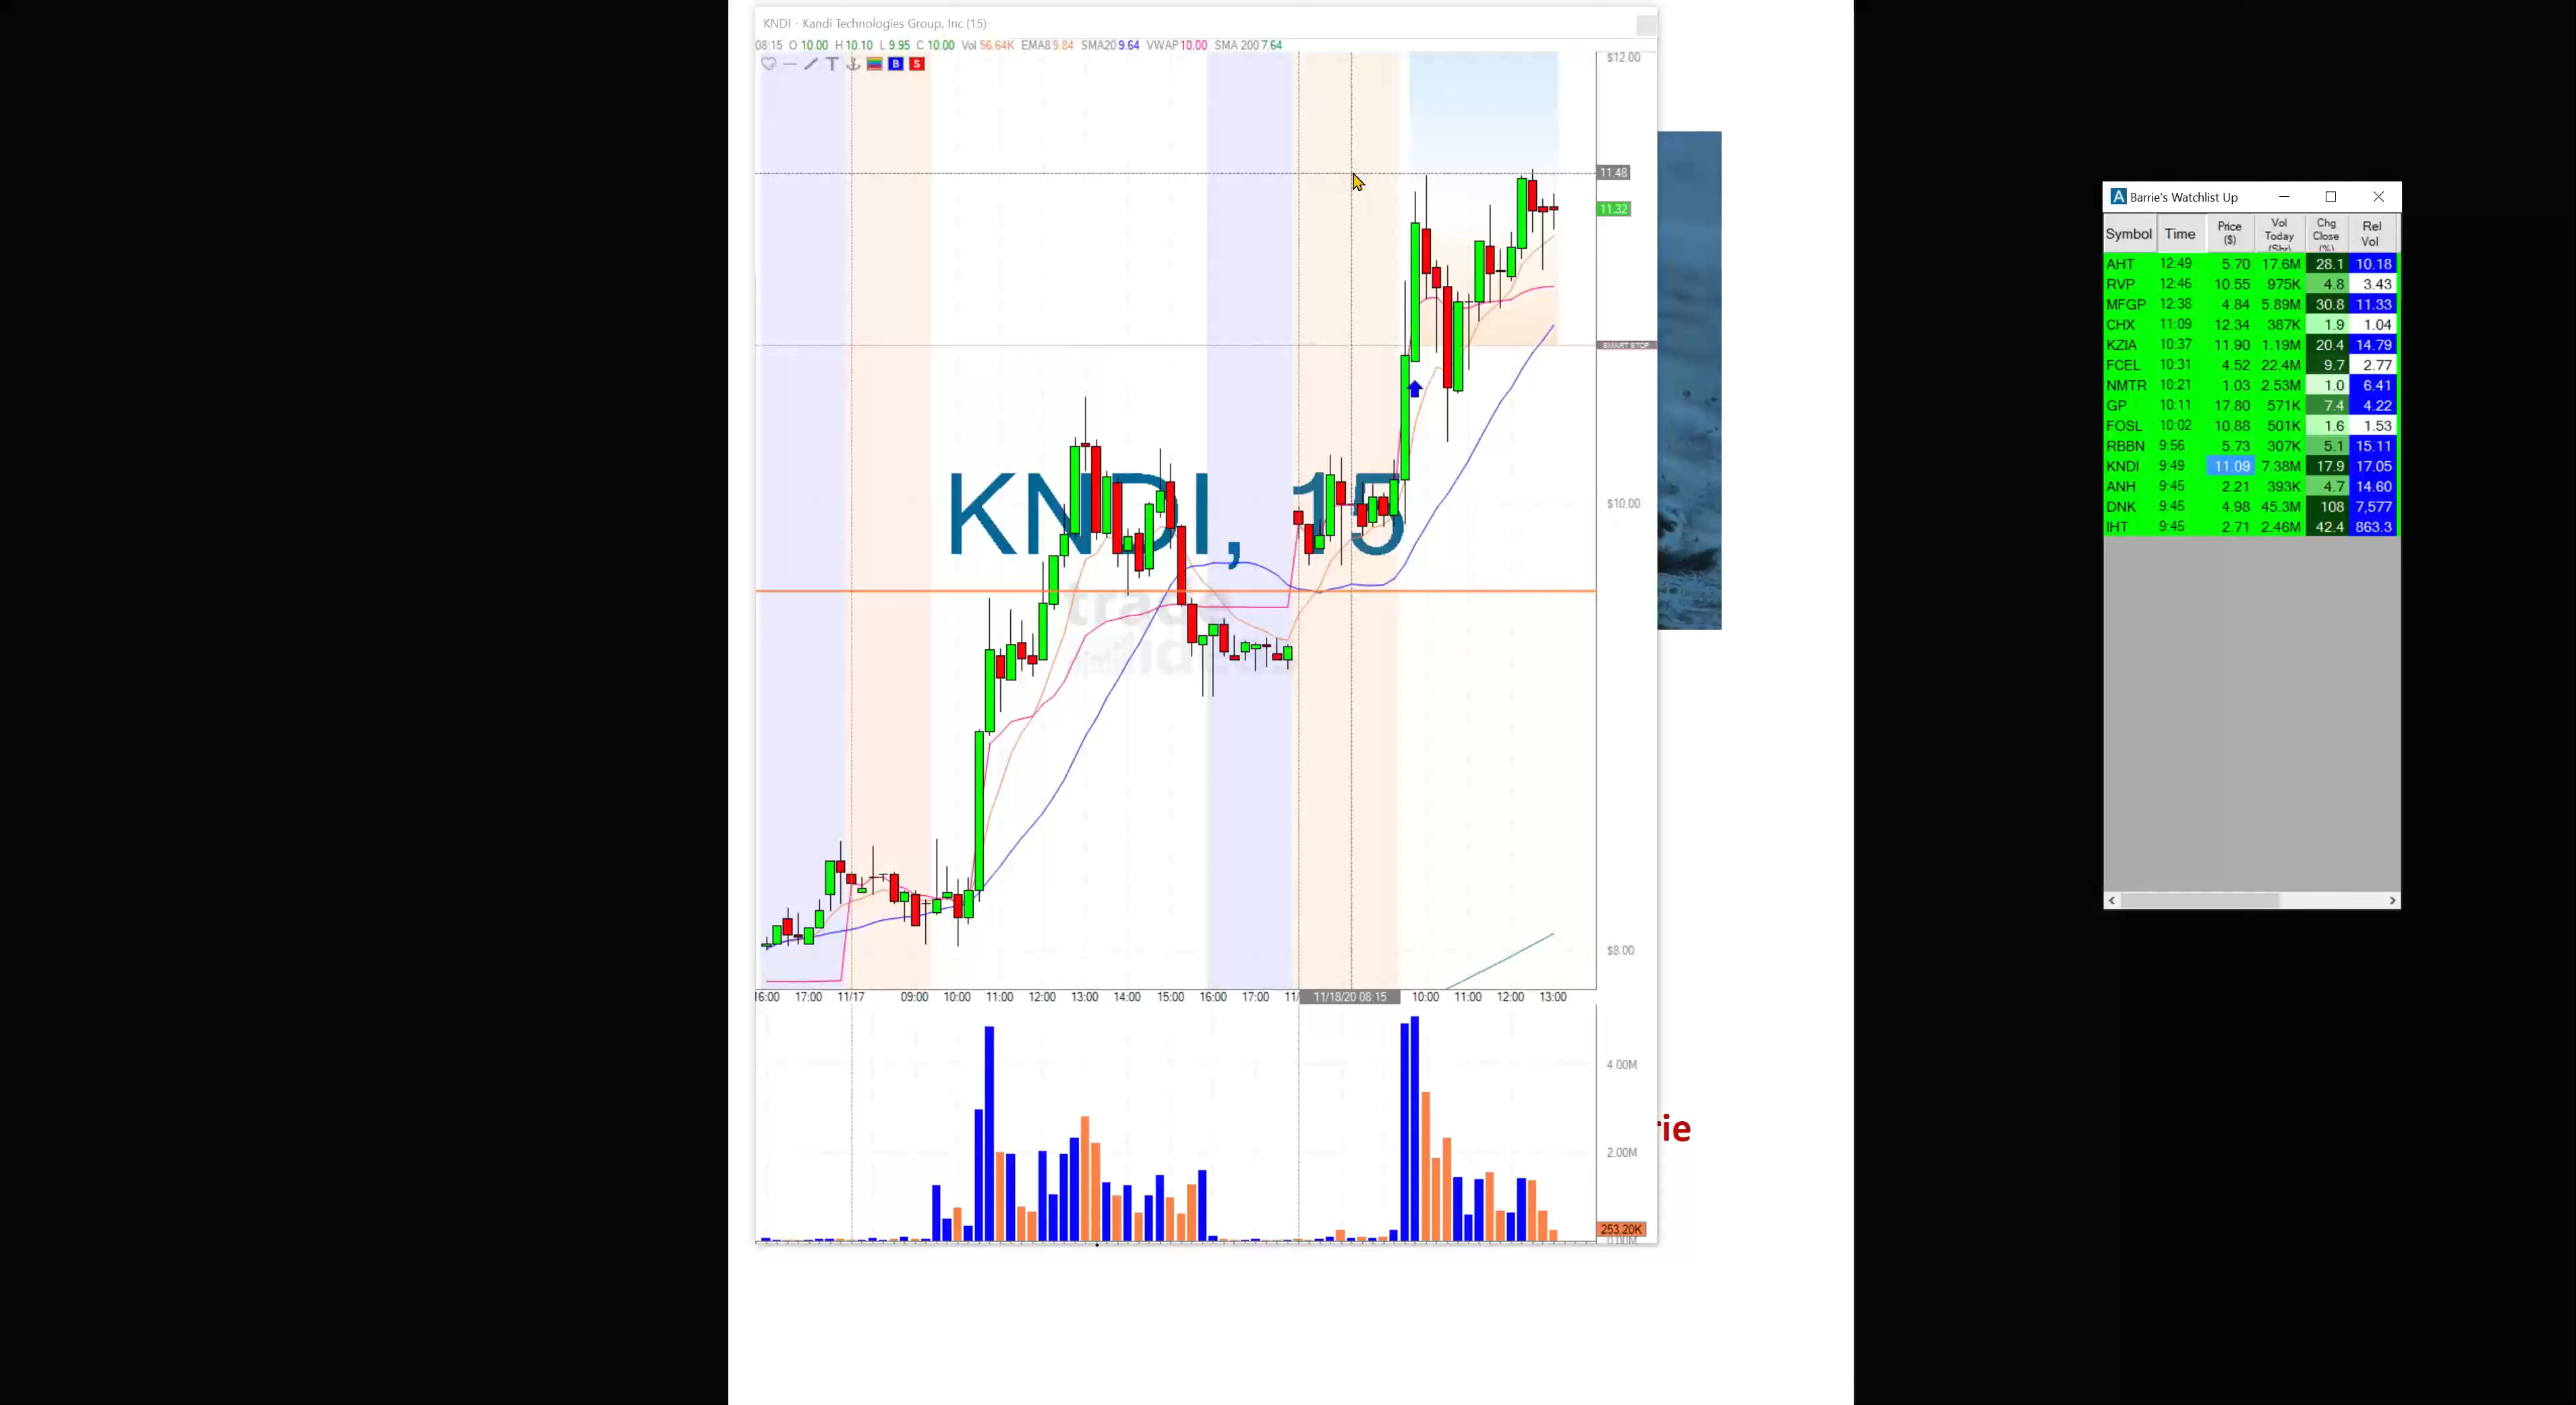 KNDI - Kandi Technologies Group, Inc (15)
08:15 O 10.00 H 10.10 L 9.95 C 10.00 Vol 56.64K EMA8 9.84 SMA20 9.64 VWAP 10.00 SMA 200 7.64
T B S
$12.00
11.48
11.32
SMART STOP
KNDI, 15
$10.00
trade
ideas
$8.00
16:00 17:00 11/17 09:00 10:00 11:00 12:00 13:00 14:00 15:00 16:00 17:00 11/ 11/18/20 08:15 10:00 11:00 12:00 13:00
4.00M
2.00M
253.20K
0.00M
rie
A Barrie's Watchlist Up
Symbol Time Price ($) Vol Today (Shr) Chg Close (%) Rel Vol
AHT 12:49 5.70 17.6M 28.1 10.18
RVP 12:46 10.55 975K 4.8 3.43
MFGP 12:38 4.84 5.89M 30.8 11.33
CHX 11:09 12.34 387K 1.9 1.04
KZIA 10:37 11.90 1.19M 20.4 14.79
FCEL 10:31 4.52 22.4M 9.7 2.77
NMTR 10:21 1.03 2.53M 1.0 6.41
GP 10:11 17.80 571K 7.4 4.22
FOSL 10:02 10.88 501K 1.6 1.53
RBBN 9:56 5.73 307K 5.1 15.11
KNDI 9:49 11.09 7.38M 17.9 17.05
ANH 9:45 2.21 393K 4.7 14.60
DNK 9:45 4.98 45.3M 108 7,577
IHT 9:45 2.71 2.46M 42.4 863.3